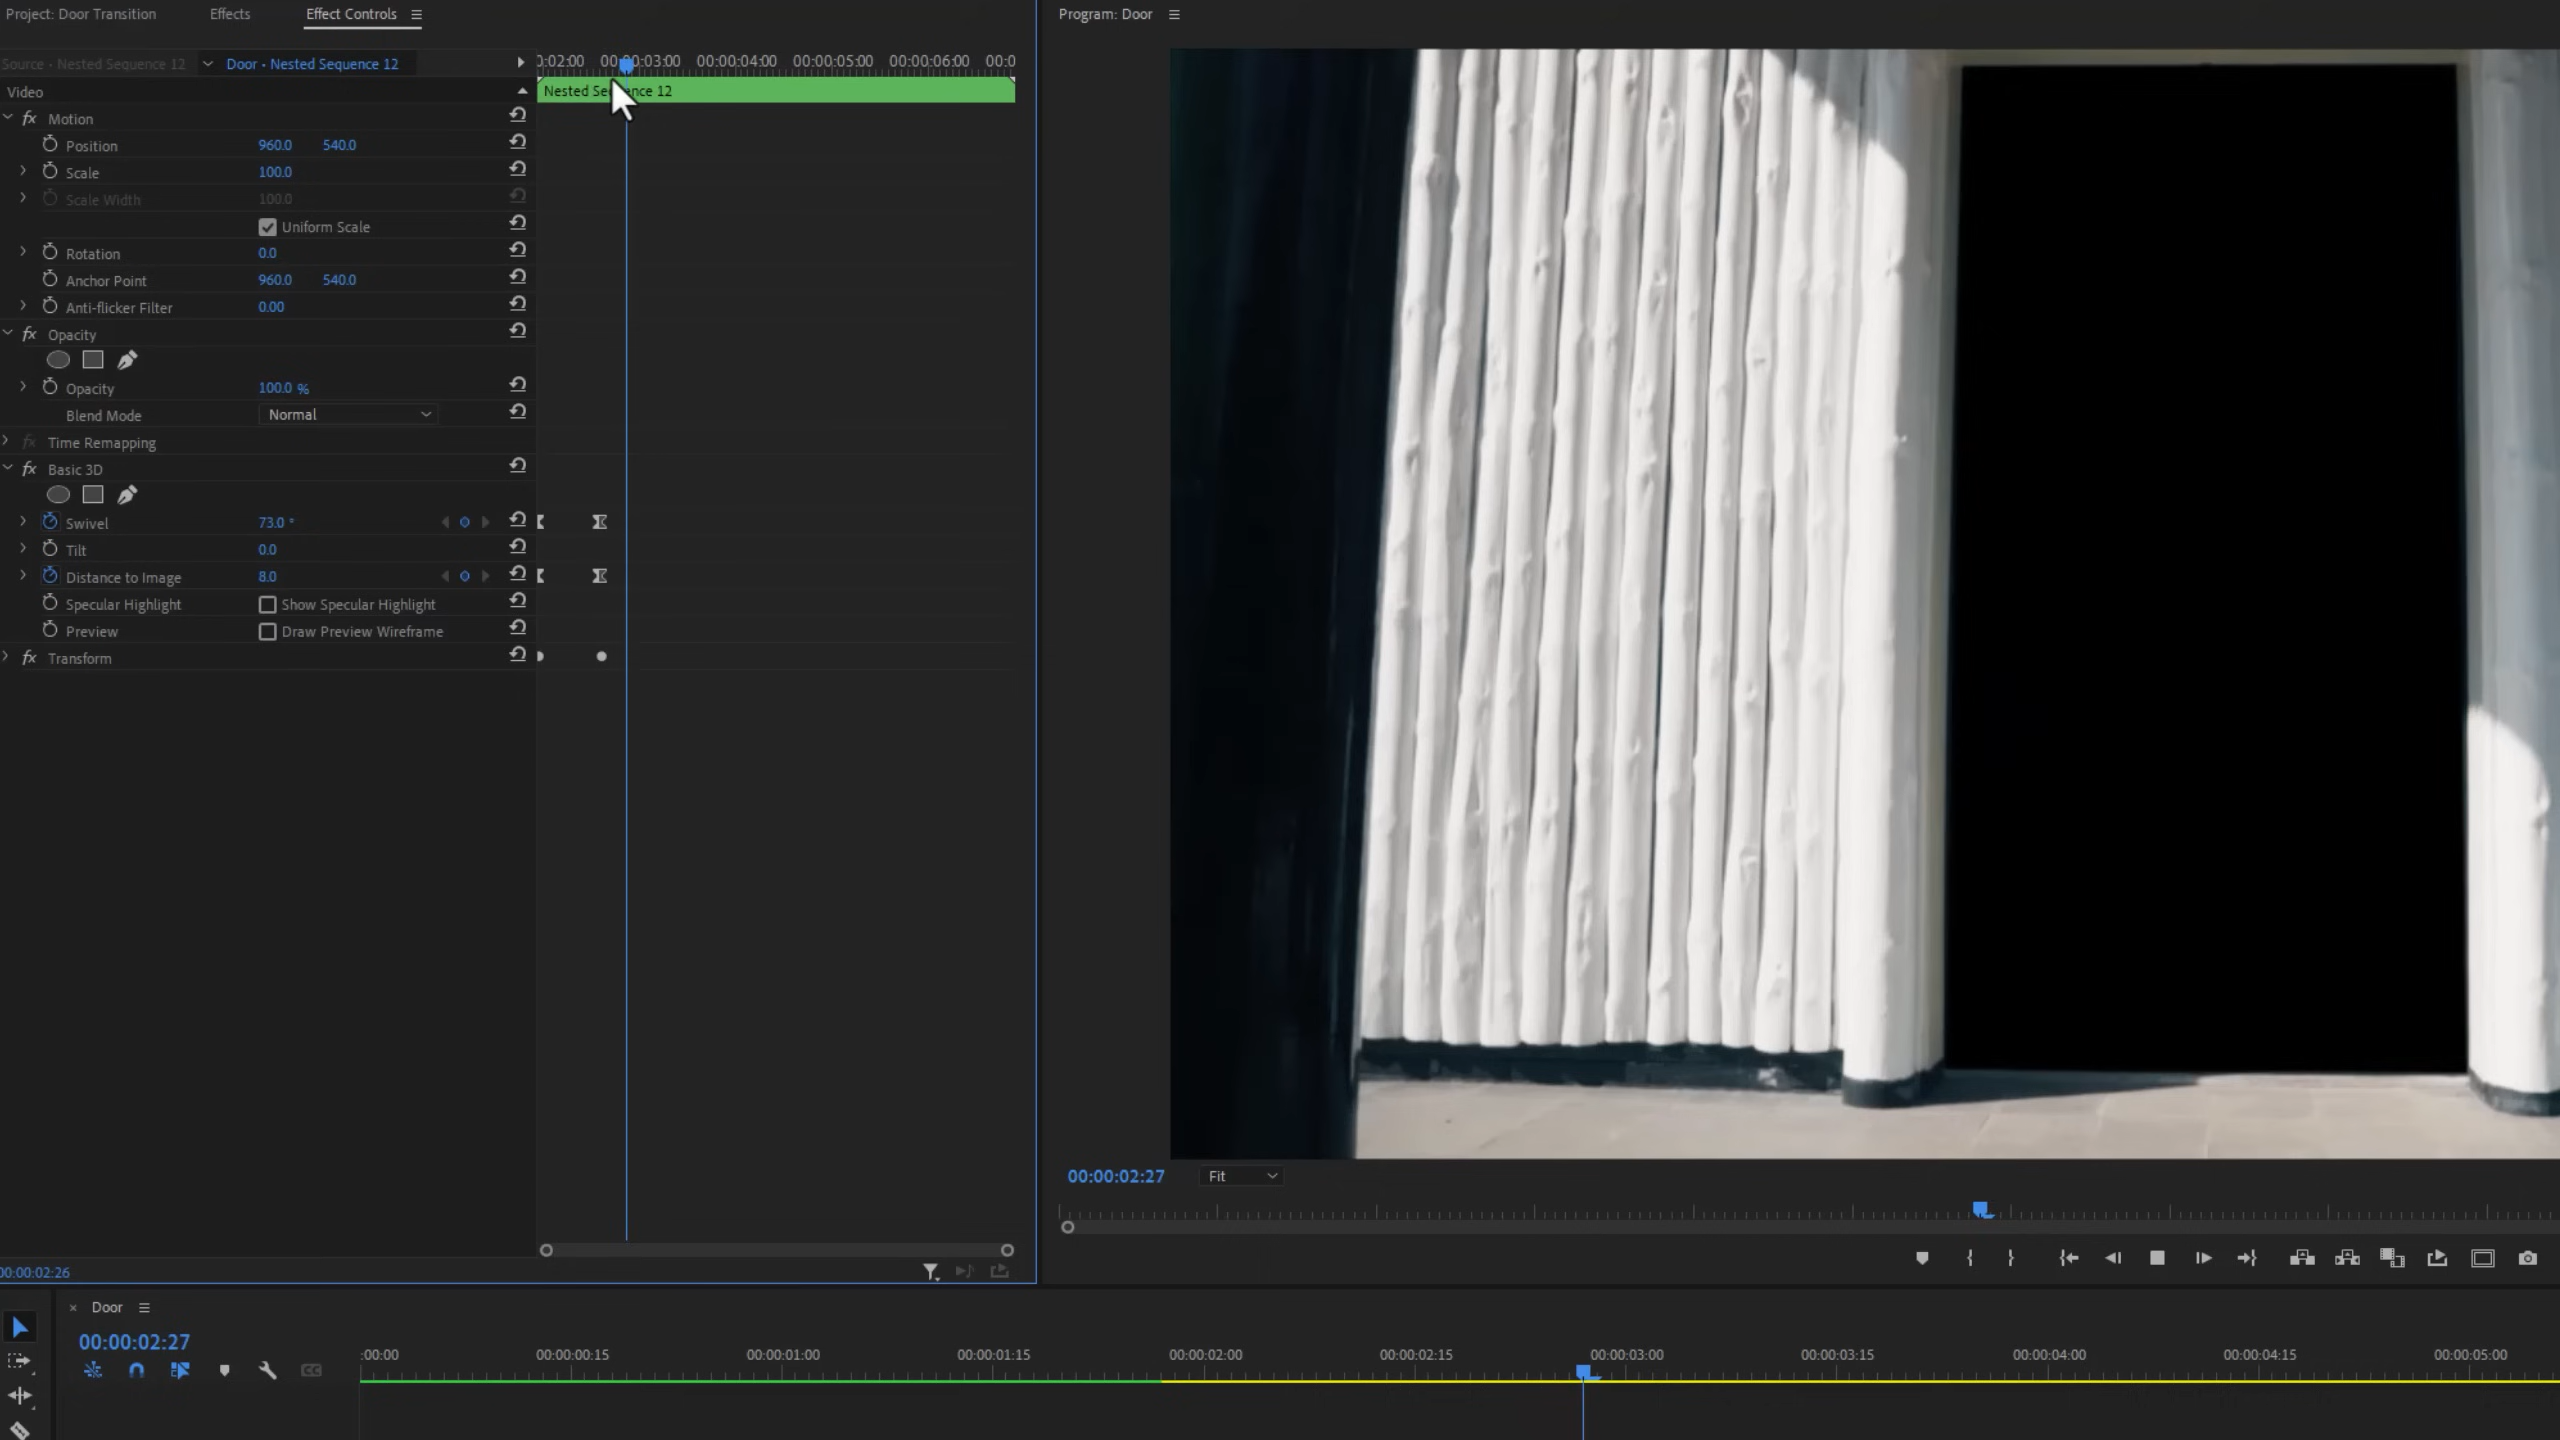 Project: Door Transition
Effects
Effect Controls
Program: Door
Source • Nested Sequence 12
Door • Nested Sequence 12
0:02:00
00:00:03:00
00:00:04:00
00:00:05:00
00:00:06:00
00:0
Video
Nested Sequence 12
fx Motion
Position 960.0 540.0
Scale 100.0
Scale Width 100.0
Uniform Scale
Rotation 0.0
Anchor Point 960.0 540.0
Anti-flicker Filter 0.00
fx Opacity
Opacity 100.0 %
Blend Mode Normal
fx Time Remapping
fx Basic 3D
Swivel 73.0 °
Tilt 0.0
Distance to Image 8.0
Specular Highlight Show Specular Highlight
Preview Draw Preview Wireframe
fx Transform
00:00:02:27
Fit
00:00:02:26
× Door
00:00:02:27
CC
:00:00
00:00:00:15
00:00:01:00
00:00:01:15
00:00:02:00
00:00:02:15
00:00:03:00
00:00:03:15
00:00:04:00
00:00:04:15
00:00:05:00